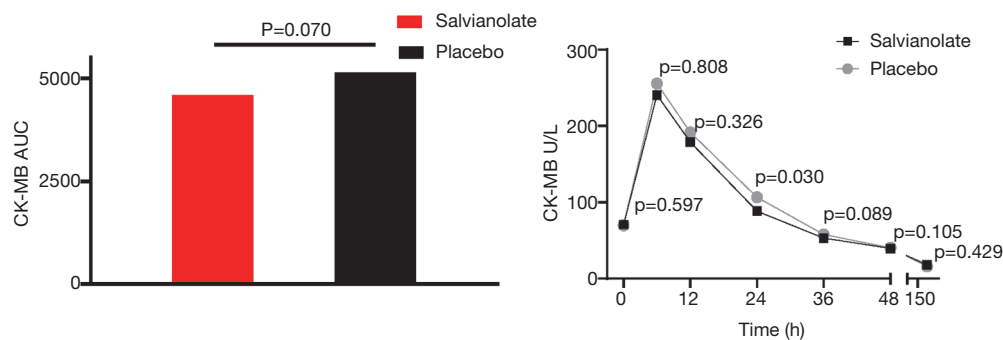 P=0.070
Salvianolate
Placebo
CK-MB AUC
5000
2500
0
Salvianolate
Placebo
CK-MB U/L
300
200
100
0
p=0.597
p=0.808
p=0.326
p=0.030
p=0.089
p=0.105
p=0.429
0 12 24 36 48 150
Time (h)